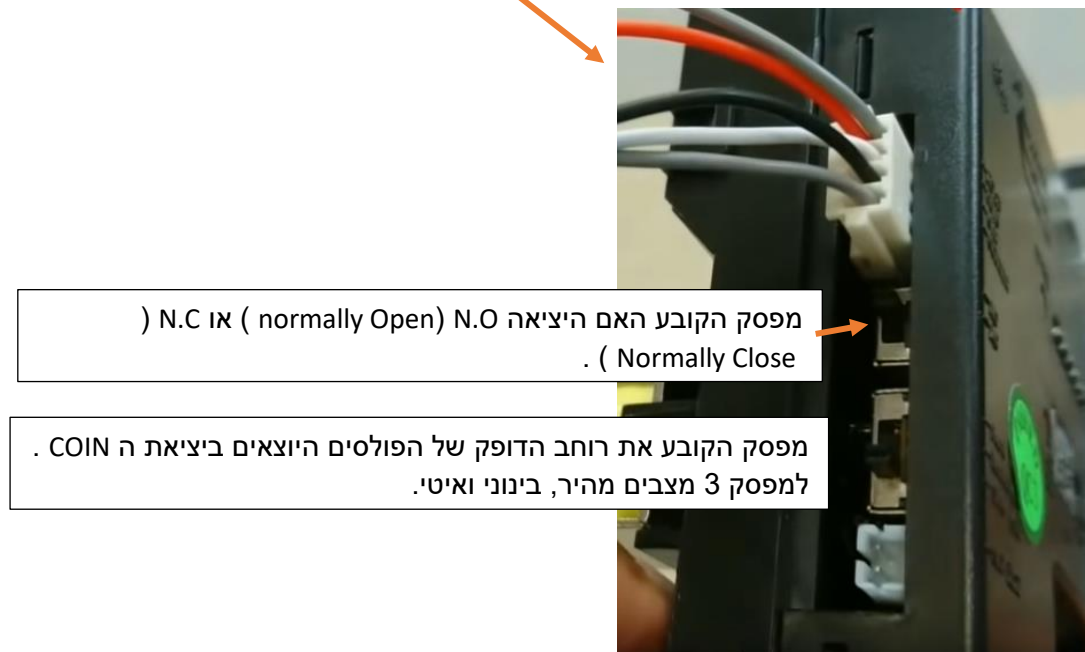 מפסק הקובע האם היציאה N.O (normally Open ) או N.C (
Normally Close ) .
מפסק הקובע את רוחב הדופק של הפולסים היוצאים ביציאת ה COIN .
למפסק 3 מצבים מהיר, בינוני ואיטי.